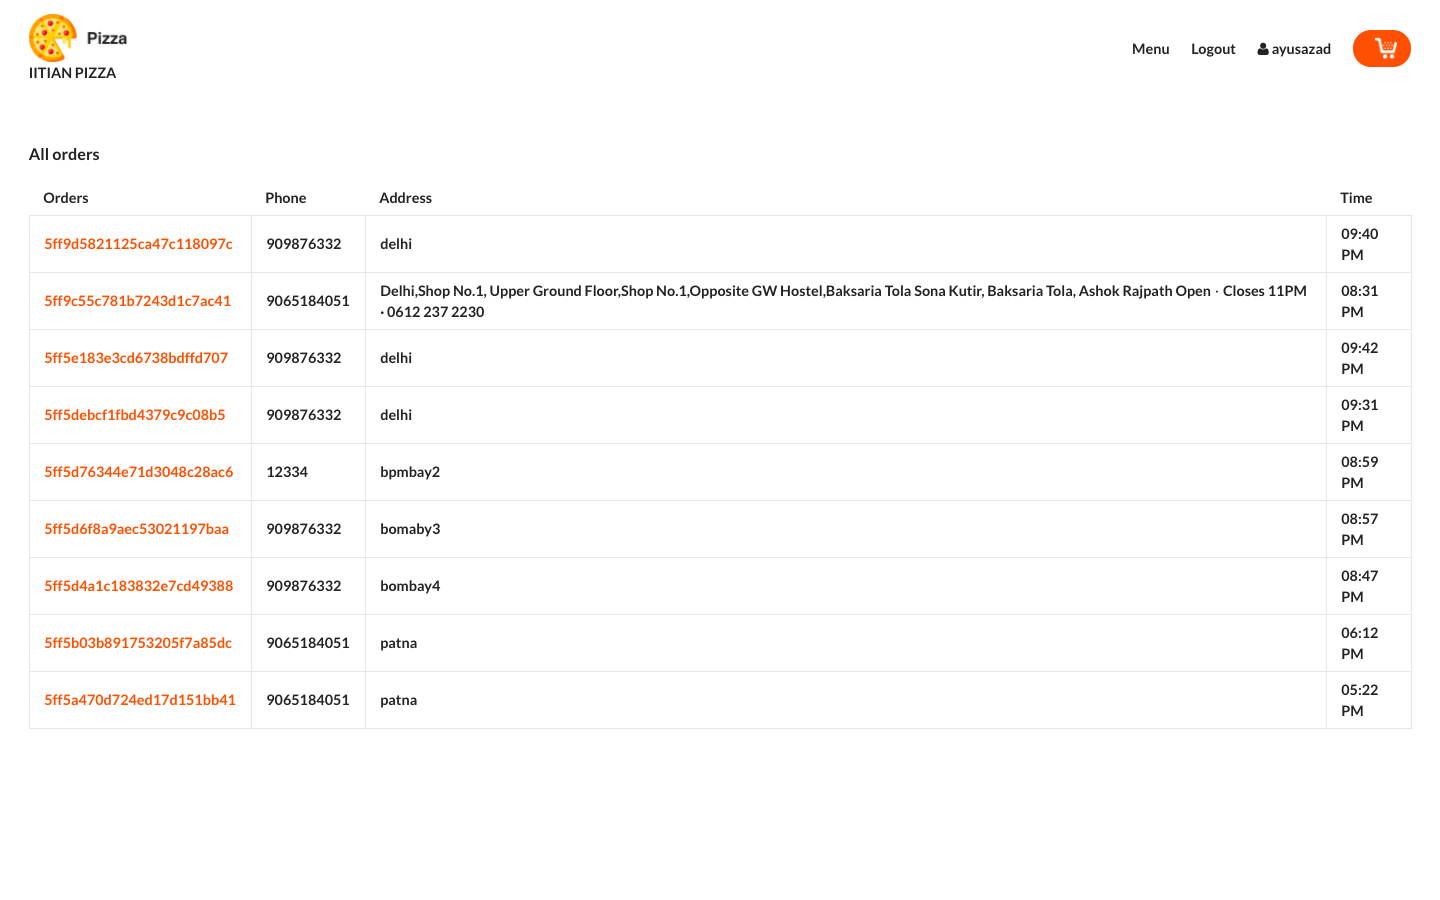 Pizza
IITIAN PIZZA
Menu Logout ayusazad
All orders
Orders Phone Address Time
5ff9d5821125ca47c118097c 909876332 delhi 09:40 PM
5ff9c55c781b7243d1c7ac41 9065184051 Delhi,Shop No.1, Upper Ground Floor,Shop No.1,Opposite GW Hostel,Baksaria Tola Sona Kutir, Baksaria Tola, Ashok Rajpath Open · Closes 11PM · 0612 237 2230 08:31 PM
5ff5e183e3cd6738bdffd707 909876332 delhi 09:42 PM
5ff5debcf1fbd4379c9c08b5 909876332 delhi 09:31 PM
5ff5d76344e71d3048c28ac6 12334 bpmbay2 08:59 PM
5ff5d6f8a9aec53021197baa 909876332 bomaby3 08:57 PM
5ff5d4a1c183832e7cd49388 909876332 bombay4 08:47 PM
5ff5b03b891753205f7a85dc 9065184051 patna 06:12 PM
5ff5a470d724ed17d151bb41 9065184051 patna 05:22 PM